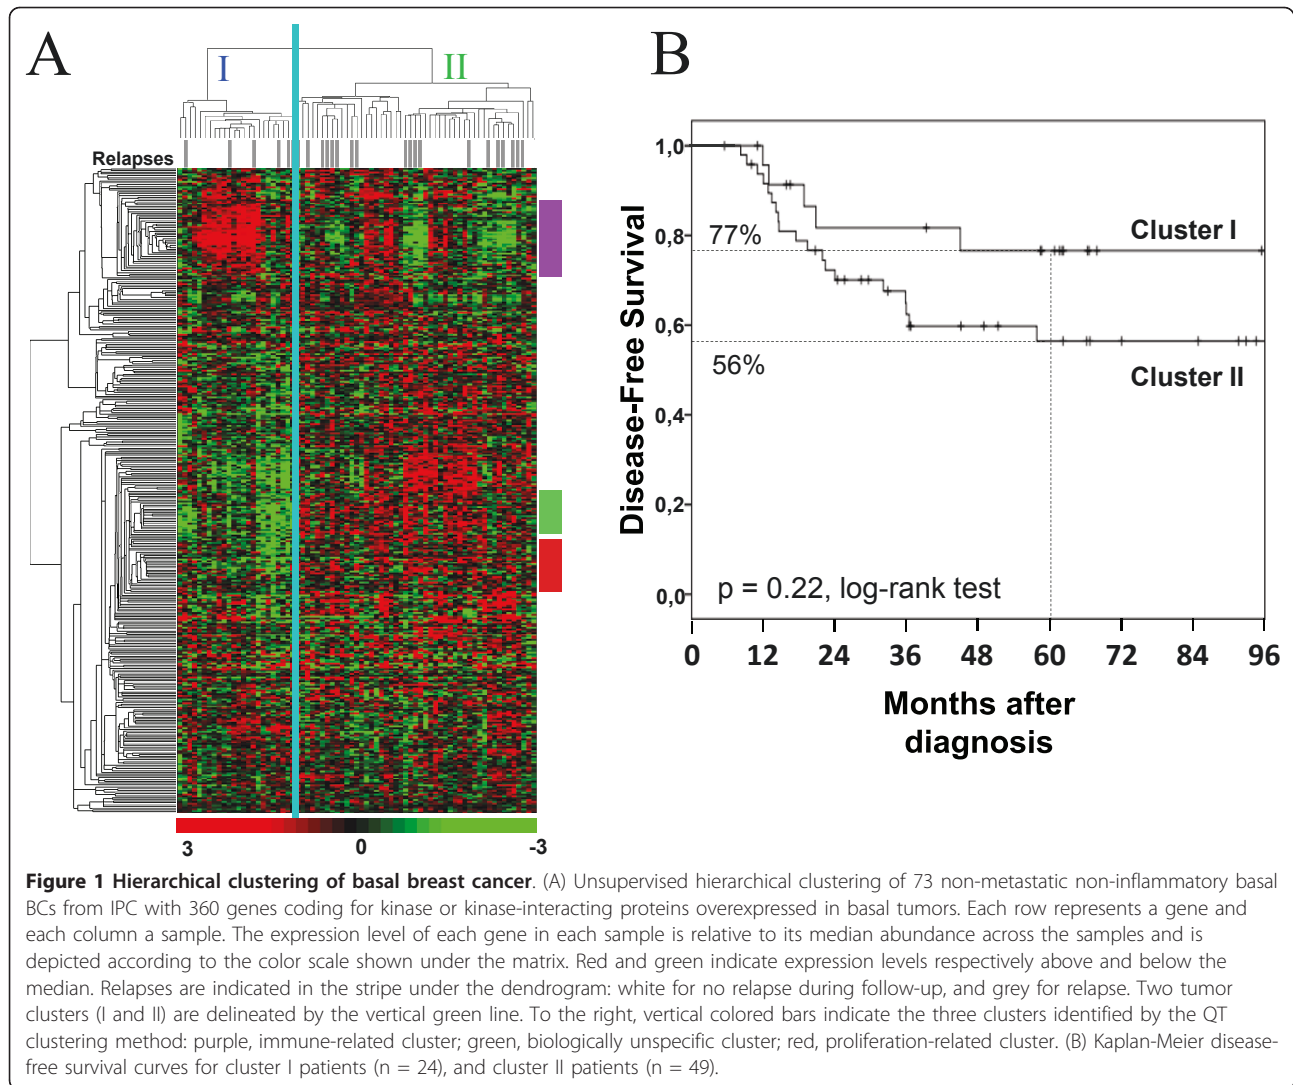 A
I
II
Relapses
3
0
-3
B
Disease-Free Survival
1,0
0,8
0,6
0,4
0,2
0,0
77%
56%
Cluster I
Cluster II
p = 0.22, log-rank test
0 12 24 36 48 60 72 84 96
Months after
diagnosis
Figure 1 Hierarchical clustering of basal breast cancer. (A) Unsupervised hierarchical clustering of 73 non-metastatic non-inflammatory basal
BCs from IPC with 360 genes coding for kinase or kinase-interacting proteins overexpressed in basal tumors. Each row represents a gene and
each column a sample. The expression level of each gene in each sample is relative to its median abundance across the samples and is
depicted according to the color scale shown under the matrix. Red and green indicate expression levels respectively above and below the
median. Relapses are indicated in the stripe under the dendrogram: white for no relapse during follow-up, and grey for relapse. Two tumor
clusters (I and II) are delineated by the vertical green line. To the right, vertical colored bars indicate the three clusters identified by the QT
clustering method: purple, immune-related cluster; green, biologically unspecific cluster; red, proliferation-related cluster. (B) Kaplan-Meier disease-
free survival curves for cluster I patients (n = 24), and cluster II patients (n = 49).